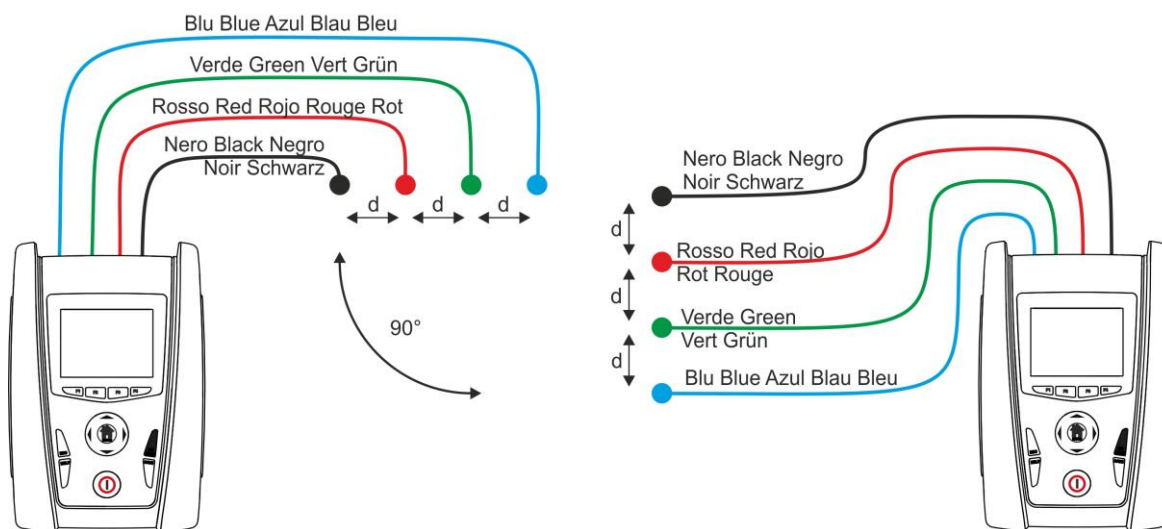 Blu Blue Azul Blau Bleu
Verde Green Vert Grün
Rosso Red Rojo Rouge Rot
Nero Black Negro
Noir Schwarz
d d d
90°
Nero Black Negro
Noir Schwarz
d
Rosso Red Rojo
Rot Rouge
d
Verde Green
Vert Grün
d
Blu Blue Azul Blau Bleu